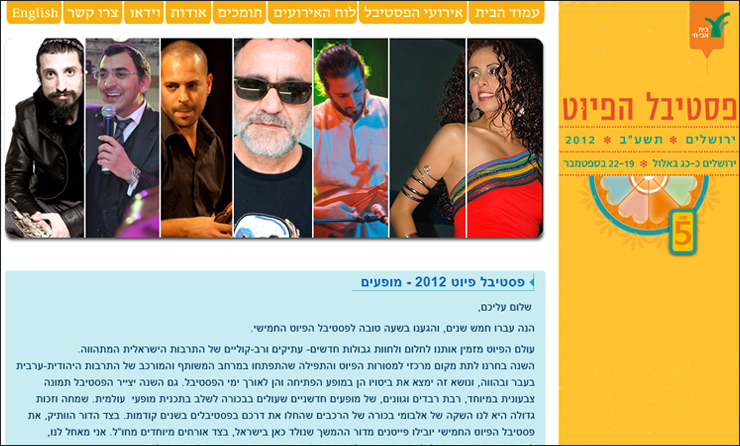 עמוד הבית
אירועי הפסטיבל
לוח האירועים
תומכים
אודות
וידאו
צרו קשר
English
בית
אבי חי
פסטיבל הפיוט
ירושלים * תשע"ב * 2012
ירושלים כ-כג באלול * 19-22 בספטמבר
5
פסטיבל פיוט 2012 - מופעים
שלום עליכם,
הנה עברו חמש שנים, והגענו בשעה טובה לפסטיבל הפיוט החמישי.
עולם הפיוט מזמין אותנו לחלום ולחוות גבולות חדשים- עתיקים ורב-קוליים של התרבות הישראלית המתהווה.
השנה בחרנו לתת מקום מרכזי למסורות הפיוט והתפילה שהתפתחו במרחב המשותף והמורכב של התרבות היהודית-ערבית
בעבר ובהווה, ונושא זה ימצא את ביטויו הן במופע הפתיחה והן לאורך ימי הפסטיבל. גם השנה יצייר הפסטיבל תמונה
צבעונית במיוחד, רבת רבדים וגוונים, של מופעים חדשניים שעולים בבכורה לשלב בתכנית מופעי עולמית. שמחה וזכות
גדולה היא לנו השקה של אלבומי בכורה של הרכבים שהחלו את דרכם בפסטיבלים בשנים קודמות. בצד הדור הוותיק, את
פסטיבל הפיוט החמישי יובילו פייטנים מדור ההמשך שנולד כאן בישראל, בצד אורחים מיוחדים מחו"ל. אני מאחל לנו,